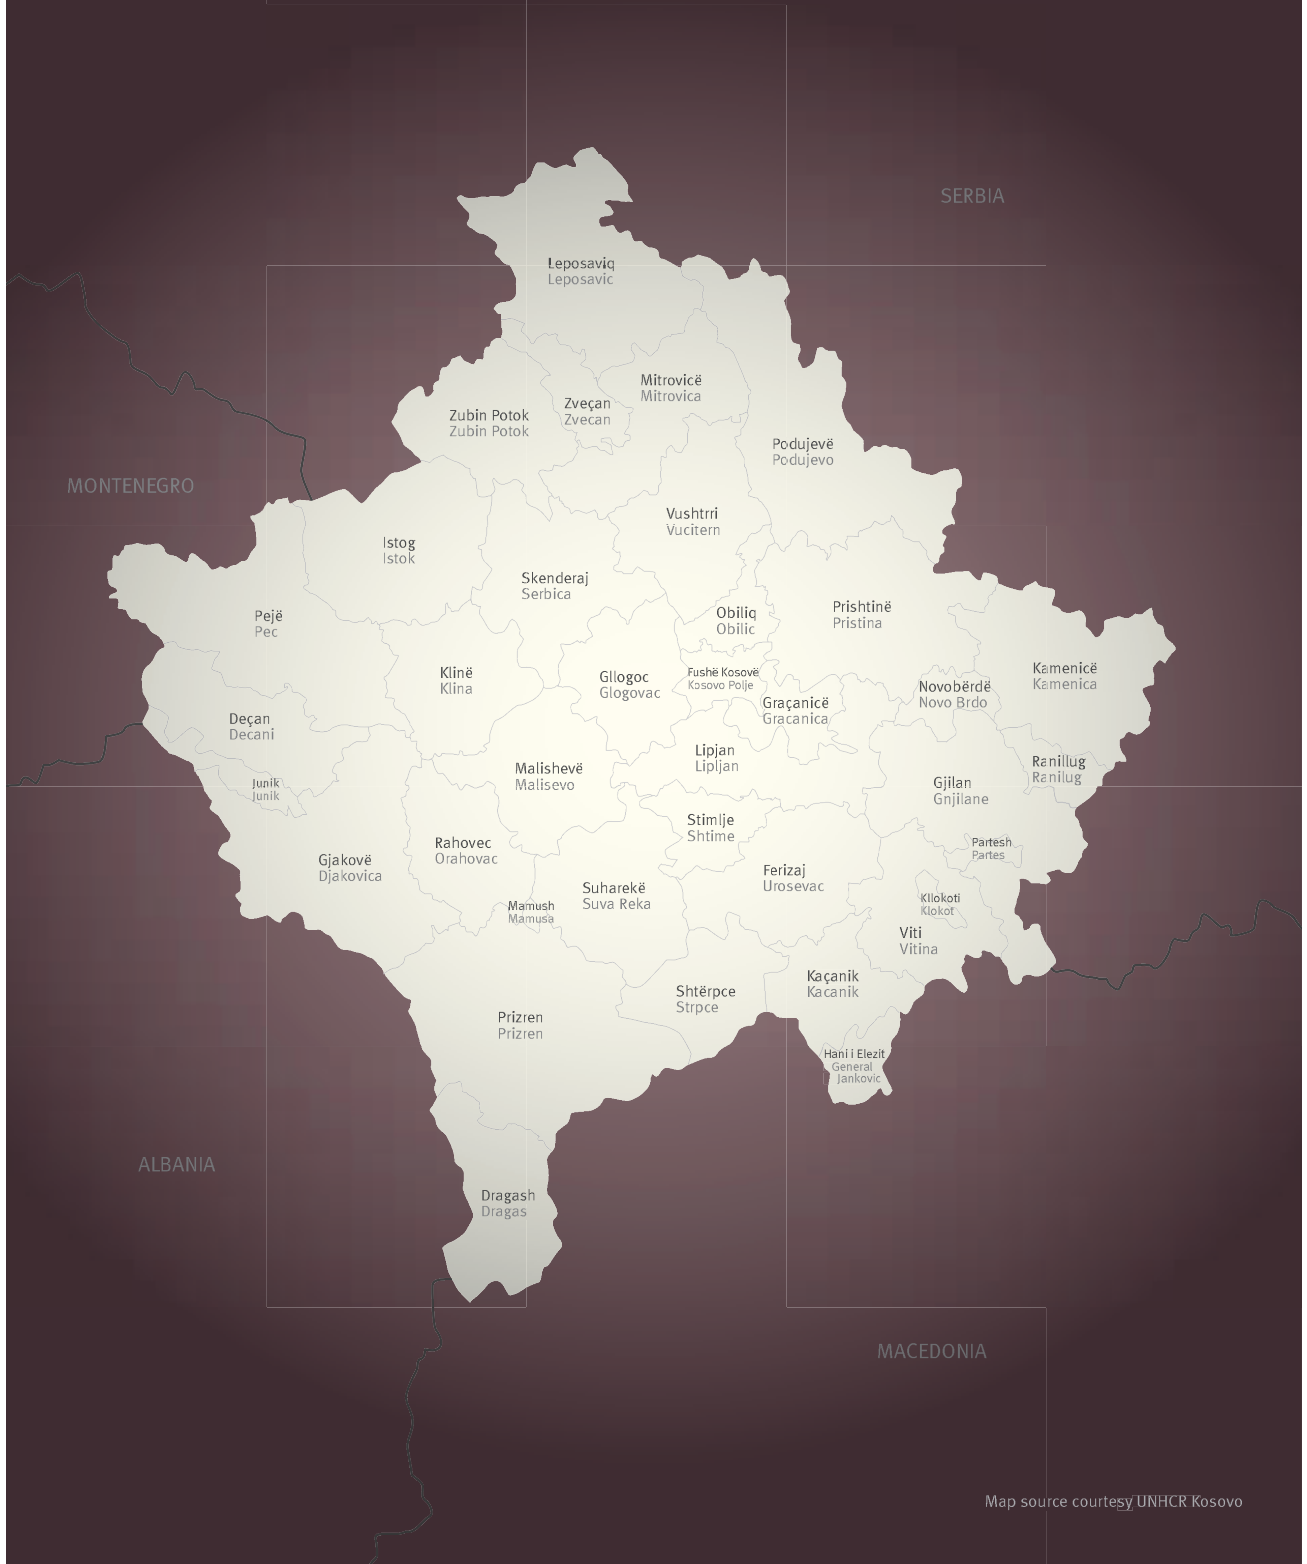 SERBIA
Leposaviq
Leposavic
Mitrovicë
Mitrovica
Zveçan
Zvecan
Zubin Potok
Zubin Potok
Podujevë
Podujevo
MONTENEGRO
Vushtrri
Vucitern
Istog
Istok
Skenderaj
Serbica
Obiliq
Obilic
Prishtinë
Pristina
Pejë
Pec
Klinë
Klina
Gllogoc
Glogovac
Fushë Kosovë
Kosovo Polje
Kamenicë
Kamenica
Novobërdë
Novo Brdo
Graçanicë
Gracanica
Deçan
Decani
Lipjan
Lipljan
Malishevë
Malisevo
Ranillug
Ranilug
Junik
Junik
Gjilan
Gnjilane
Stimlje
Shtime
Rahovec
Orahovac
Partesh
Partes
Gjakovë
Djakovica
Ferizaj
Urosevac
Suharekë
Suva Reka
Kllokoti
Klokot
Mamush
Mamusa
Viti
Vitina
Kaçanik
Kacanik
Shtërpce
Strpce
Prizren
Prizren
Hani i Elezit
General
Jankovic
ALBANIA
Dragash
Dragas
MACEDONIA
Map source courtesy UNHCR Kosovo